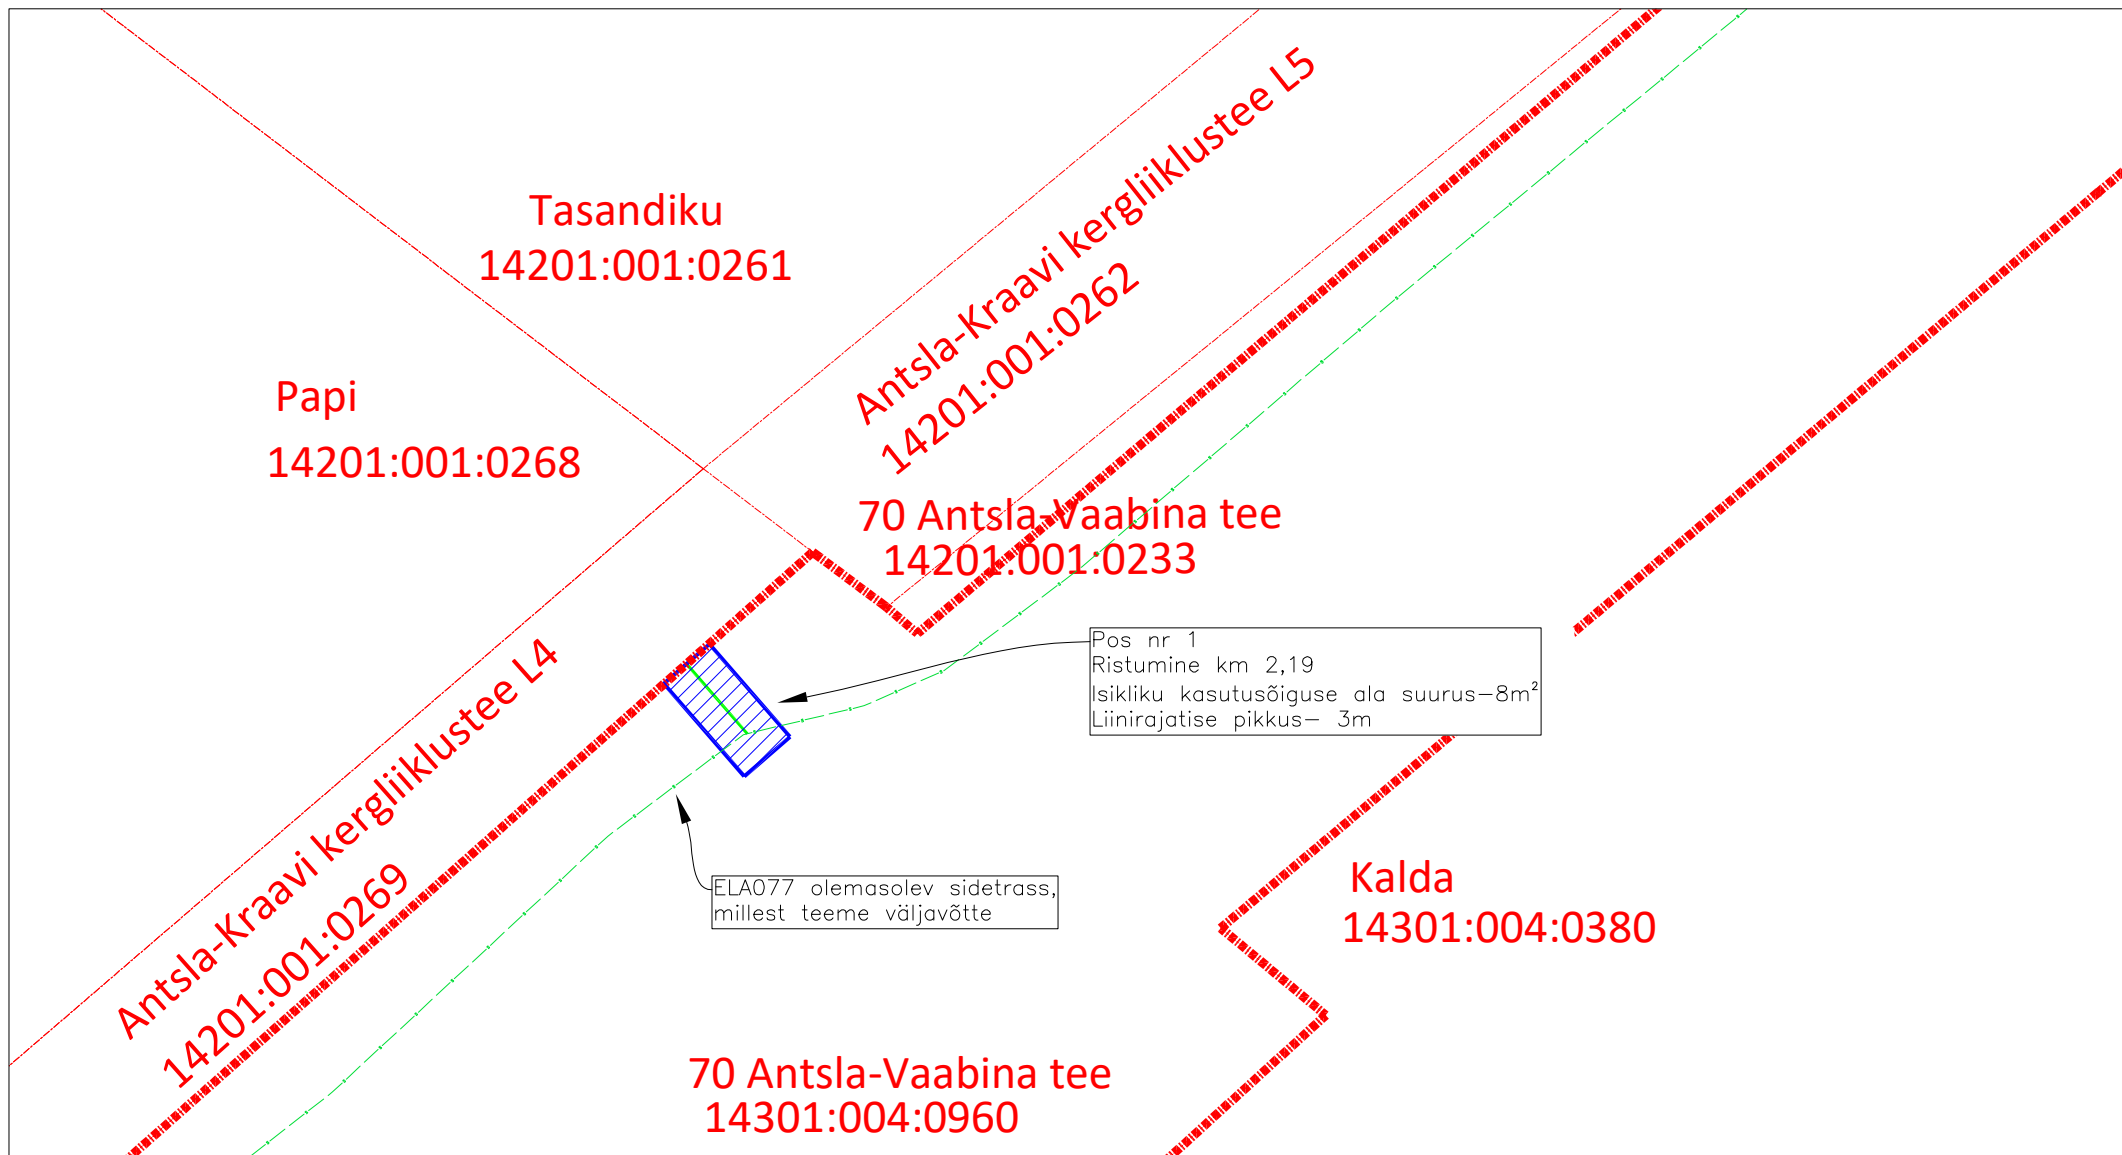 Tasandiku
14201:001:0261
Papi
14201:001:0268
Antsla-Kraavi kergliiklustee L5
14201:001:0262
70 Antsla-Vaabina tee
14201:001:0233
Pos nr 1
Ristumine km 2,19
Isikliku kasutusõiguse ala suurus-8m²
Liinirajatise pikkus- 3m
Antsla-Kraavi kergliiklustee L4
14201:001:0269
ELA077 olemasolev sidetrass,
millest teeme väljavõtte
Kalda
14301:004:0380
70 Antsla-Vaabina tee
14301:004:0960